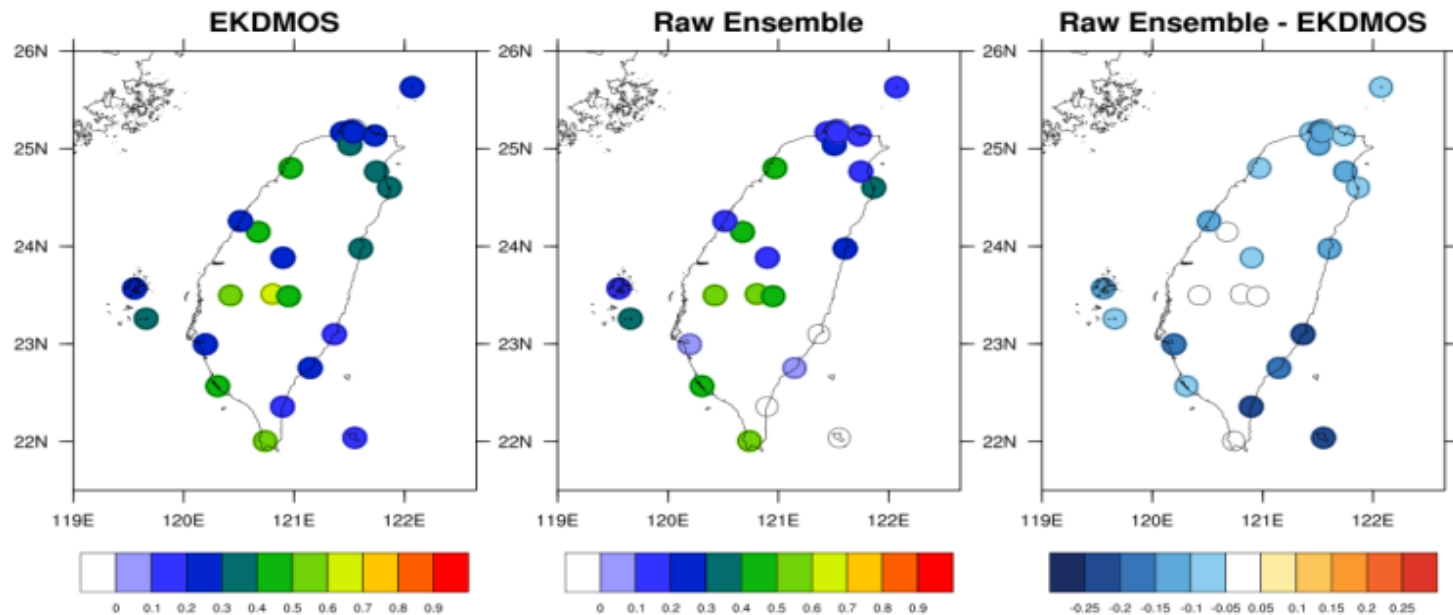 EKDMOS
Raw Ensemble
Raw Ensemble - EKDMOS
26N
25N
24N
23N
22N
119E 120E 121E 122E
26N
25N
24N
23N
22N
119E 120E 121E 122E
26N
25N
24N
23N
22N
119E 120E 121E 122E
0 0.1 0.2 0.3 0.4 0.5 0.6 0.7 0.8 0.9
0 0.1 0.2 0.3 0.4 0.5 0.6 0.7 0.8 0.9
-0.25 -0.2 -0.15 -0.1 -0.05 0.05 0.1 0.15 0.2 0.25